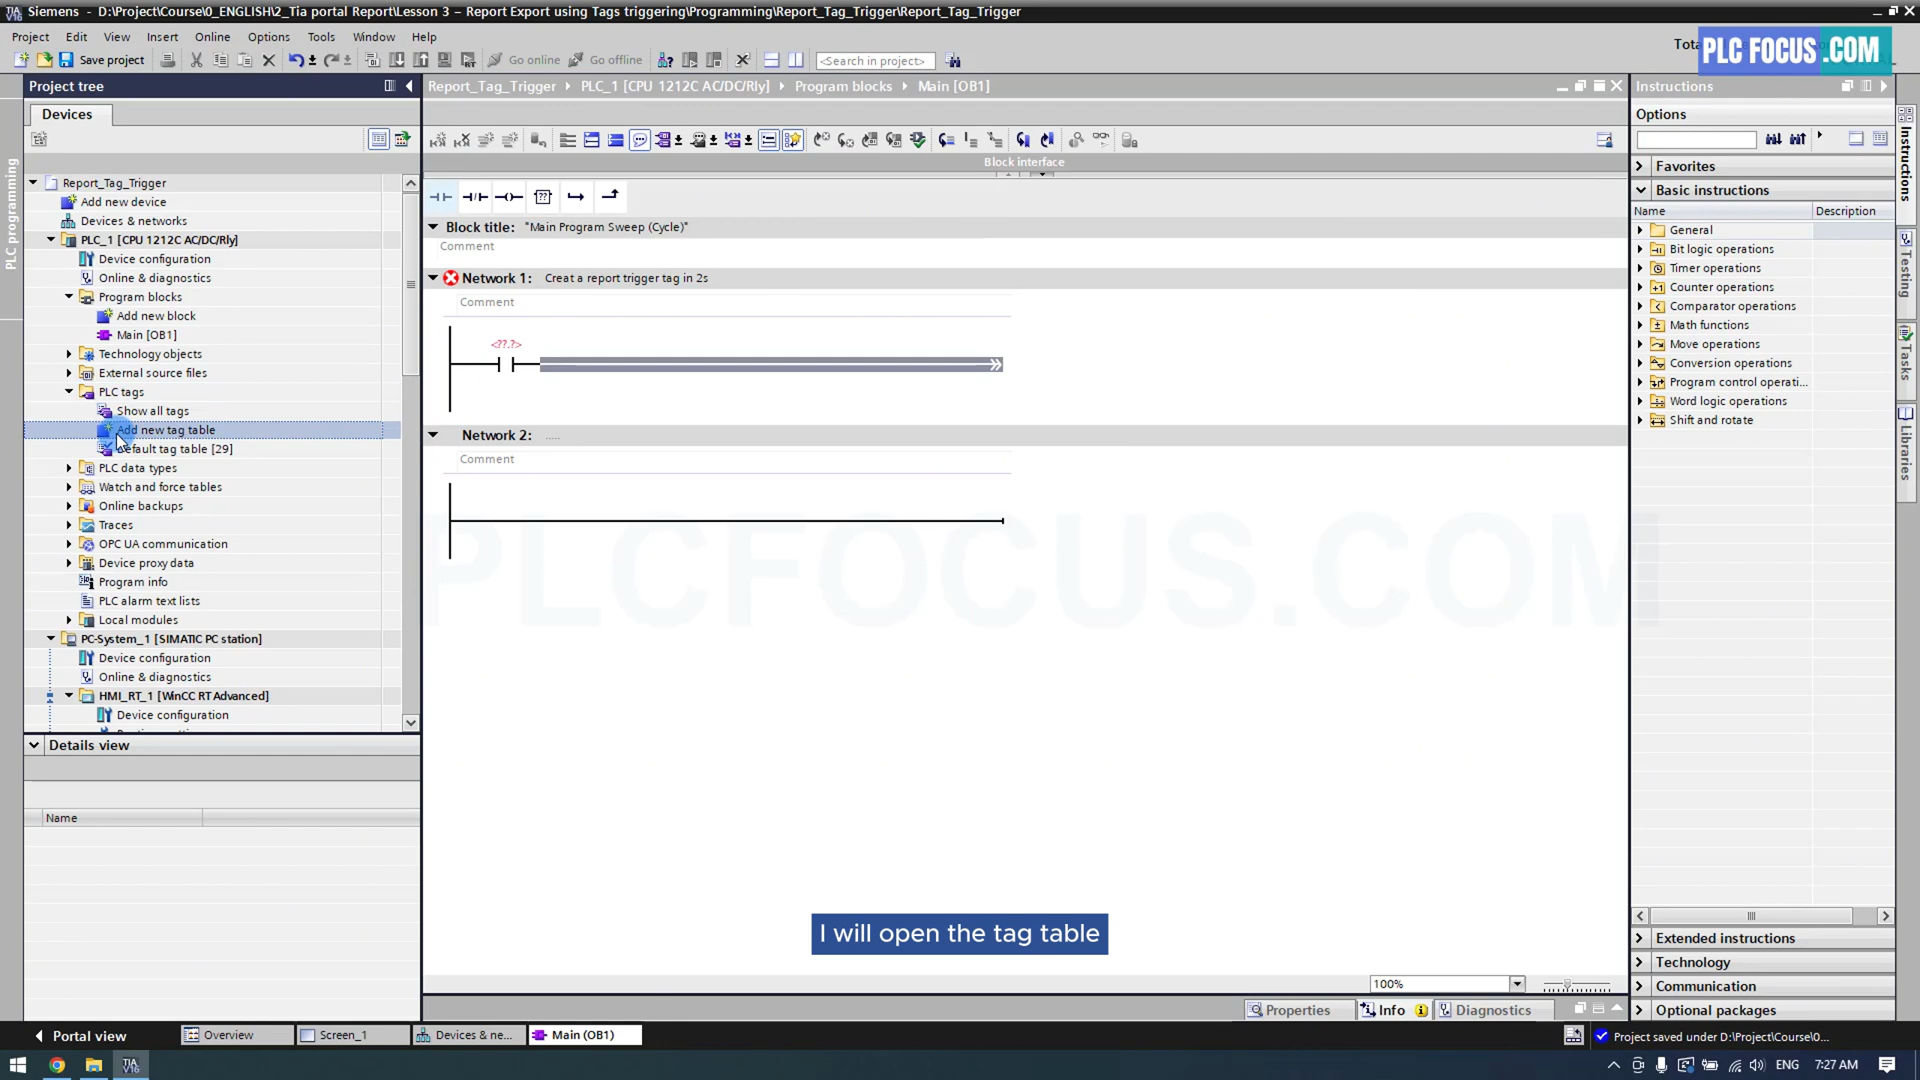 Siemens - D:\Project\Course\0_ENGLISH\2_Tia portal Report\Lesson 3 - Report Export using Tags triggering\Programming\Report_Tag_Trigger\Report_Tag_Trigger
Project Edit View Insert Online Options Tools Window Help
PLC FOCUS .COM
Save project
Go online
Go offline
<Search in project>
Project tree
Report_Tag_Trigger
PLC_1 [CPU 1212C AC/DC/Rly]
Program blocks
Main [OB1]
Instructions
Devices
Options
PLC programming
Block interface
Report_Tag_Trigger
Add new device
Devices & networks
PLC_1 [CPU 1212C AC/DC/Rly]
Device configuration
Online & diagnostics
Program blocks
Add new block
Main [OB1]
Technology objects
External source files
PLC tags
Show all tags
Add new tag table
Default tag table [29]
PLC data types
Watch and force tables
Online backups
Traces
OPC UA communication
Device proxy data
Program info
PLC alarm text lists
Local modules
PC-System_1 [SIMATIC PC station]
Device configuration
Online & diagnostics
HMI_RT_1 [WinCC RT Advanced]
Device configuration
Details view
Name
Block title: "Main Program Sweep (Cycle)"
Comment
Network 1: Creat a report trigger tag in 2s
Comment
<??.?>
Network 2: .....
Comment
PLCFOCUS.COM
I will open the tag table
100%
Properties
Info
Diagnostics
Favorites
Basic instructions
Name Description
General
Bit logic operations
Timer operations
Counter operations
Comparator operations
Math functions
Move operations
Conversion operations
Program control operati...
Word logic operations
Shift and rotate
Extended instructions
Technology
Communication
Optional packages
Instructions
Testing
Tasks
Libraries
Portal view
Overview
Screen_1
Devices & ne...
Main (OB1)
Project saved under D:\Project\Course\0...
ENG
7:27 AM